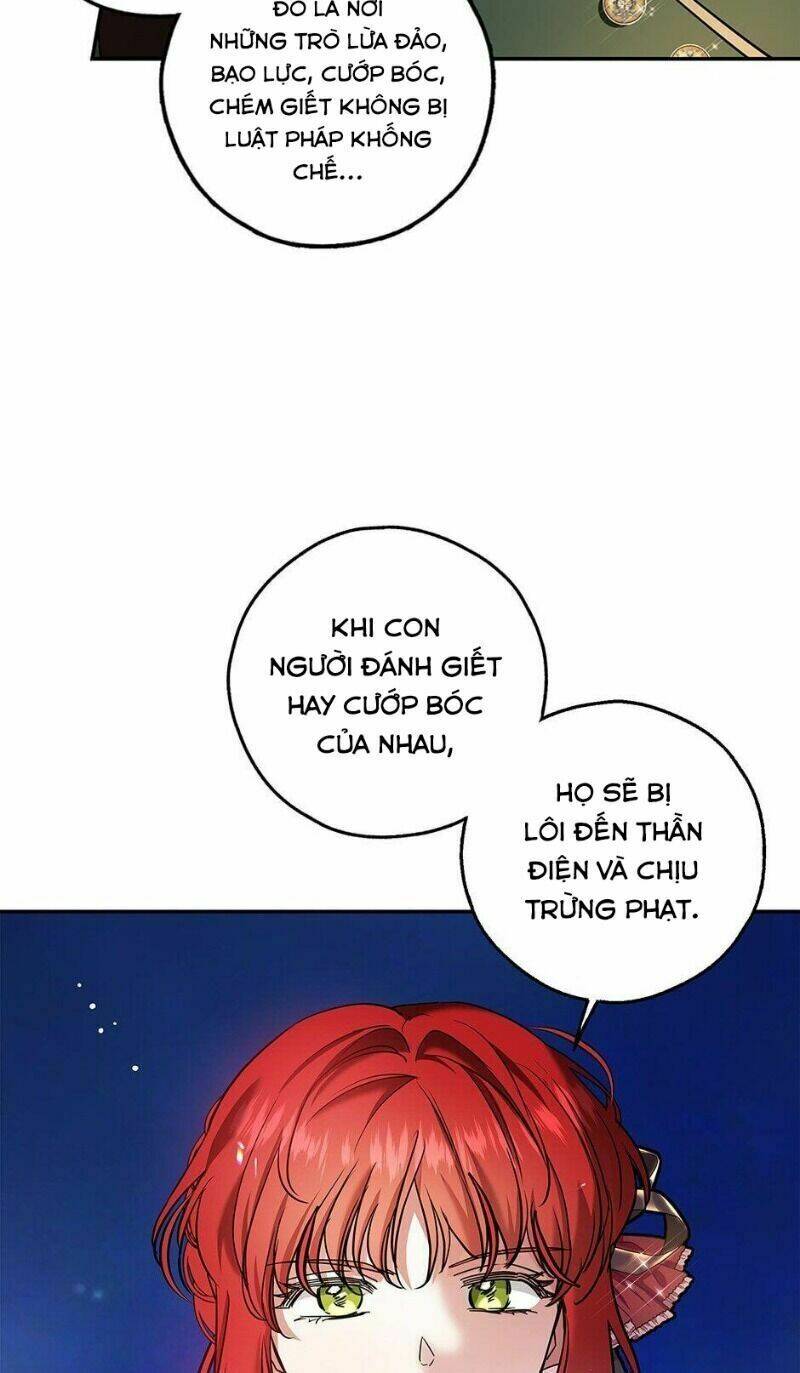 ĐÓ LÀ NƠI
NHỮNG TRÒ LỪA ĐẢO,
BẠO LỰC, CƯỚP BÓC,
CHÉM GIẾT KHÔNG BỊ
LUẬT PHÁP KHỐNG
CHẾ...
KHI CON
NGƯỜI ĐÁNH GIẾT
HAY CƯỚP BÓC
CỦA NHAU,
HỌ SẼ BỊ
LÔI ĐẾN THẦN
ĐIỆN VÀ CHỊU
TRỪNG PHẠT.